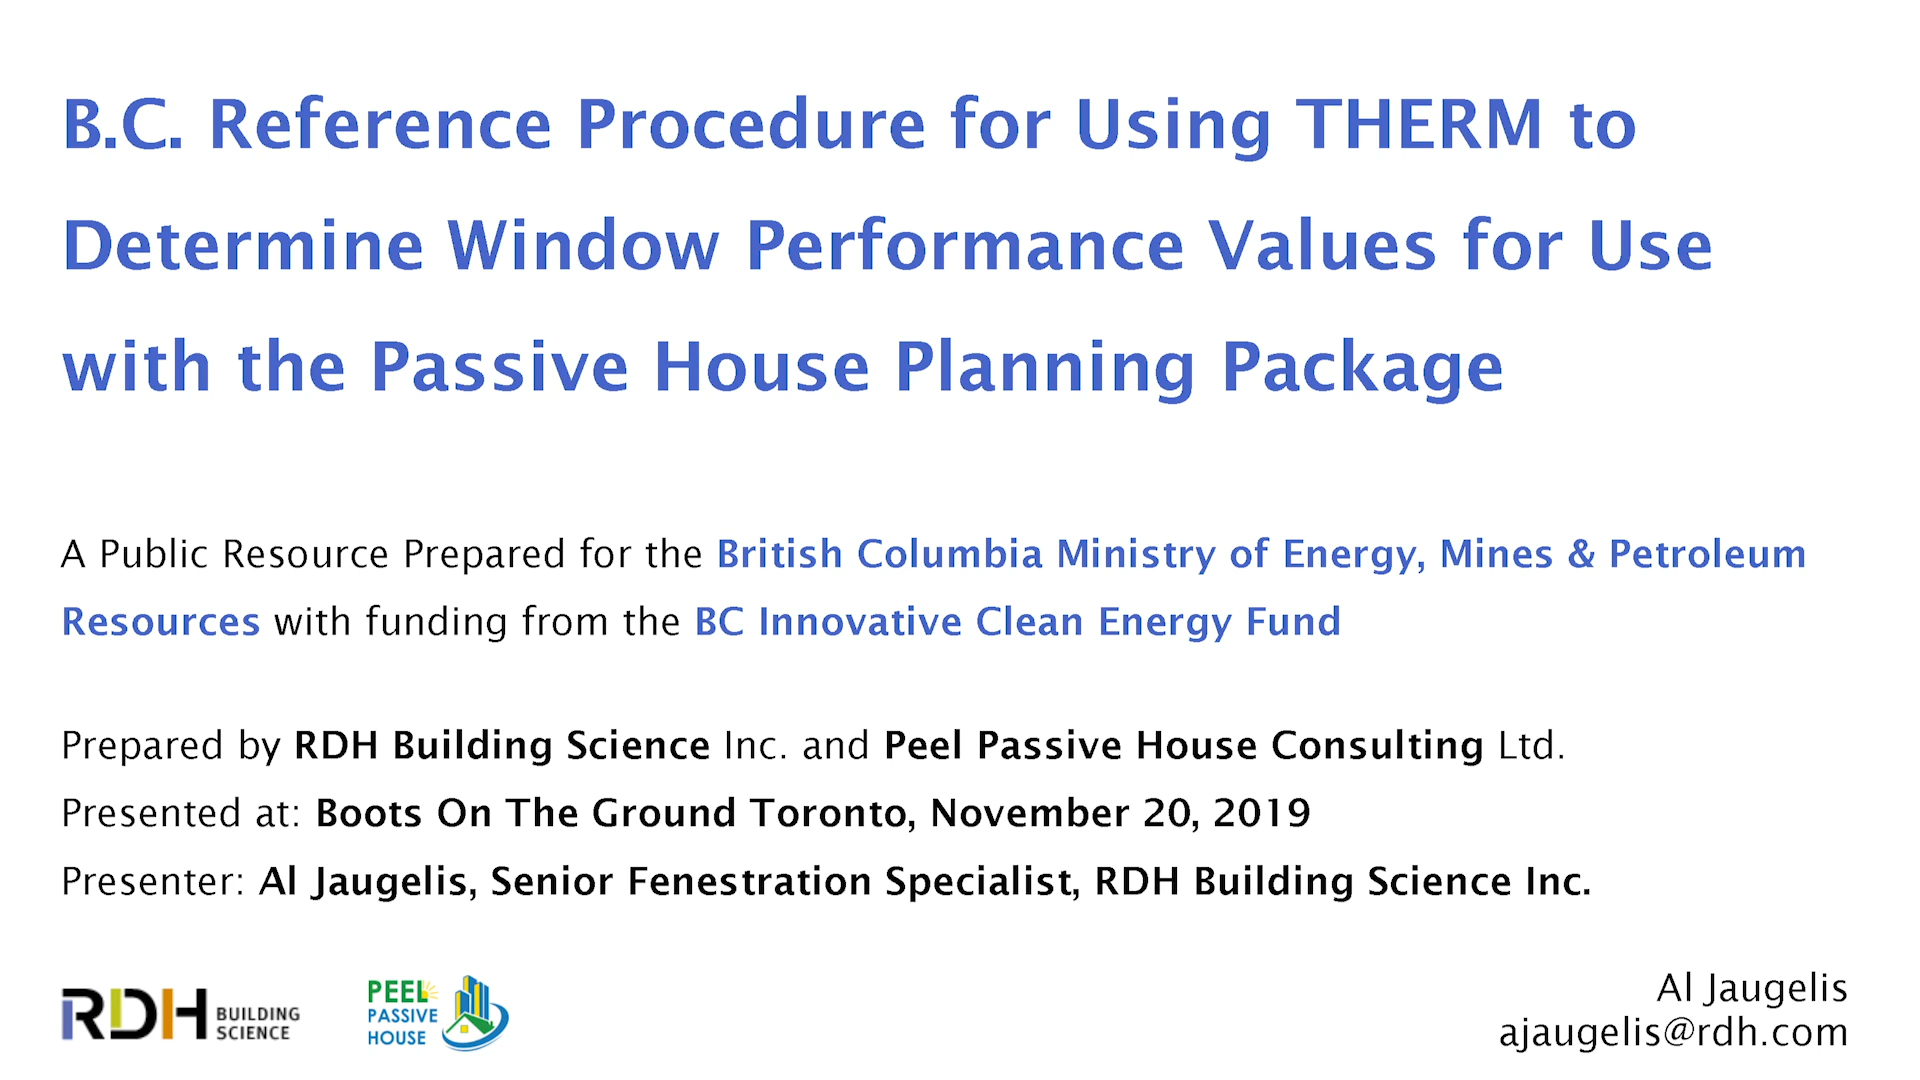 B.C. Reference Procedure for Using THERM to
Determine Window Performance Values for Use
with the Passive House Planning Package
A Public Resource Prepared for the British Columbia Ministry of Energy, Mines & Petroleum
Resources with funding from the BC Innovative Clean Energy Fund
Prepared by RDH Building Science Inc. and Peel Passive House Consulting Ltd.
Presented at: Boots On The Ground Toronto, November 20, 2019
Presenter: Al Jaugelis, Senior Fenestration Specialist, RDH Building Science Inc.
RDH BUILDING
SCIENCE
PEEL
PASSIVE
HOUSE
Al Jaugelis
ajaugelis@rdh.com